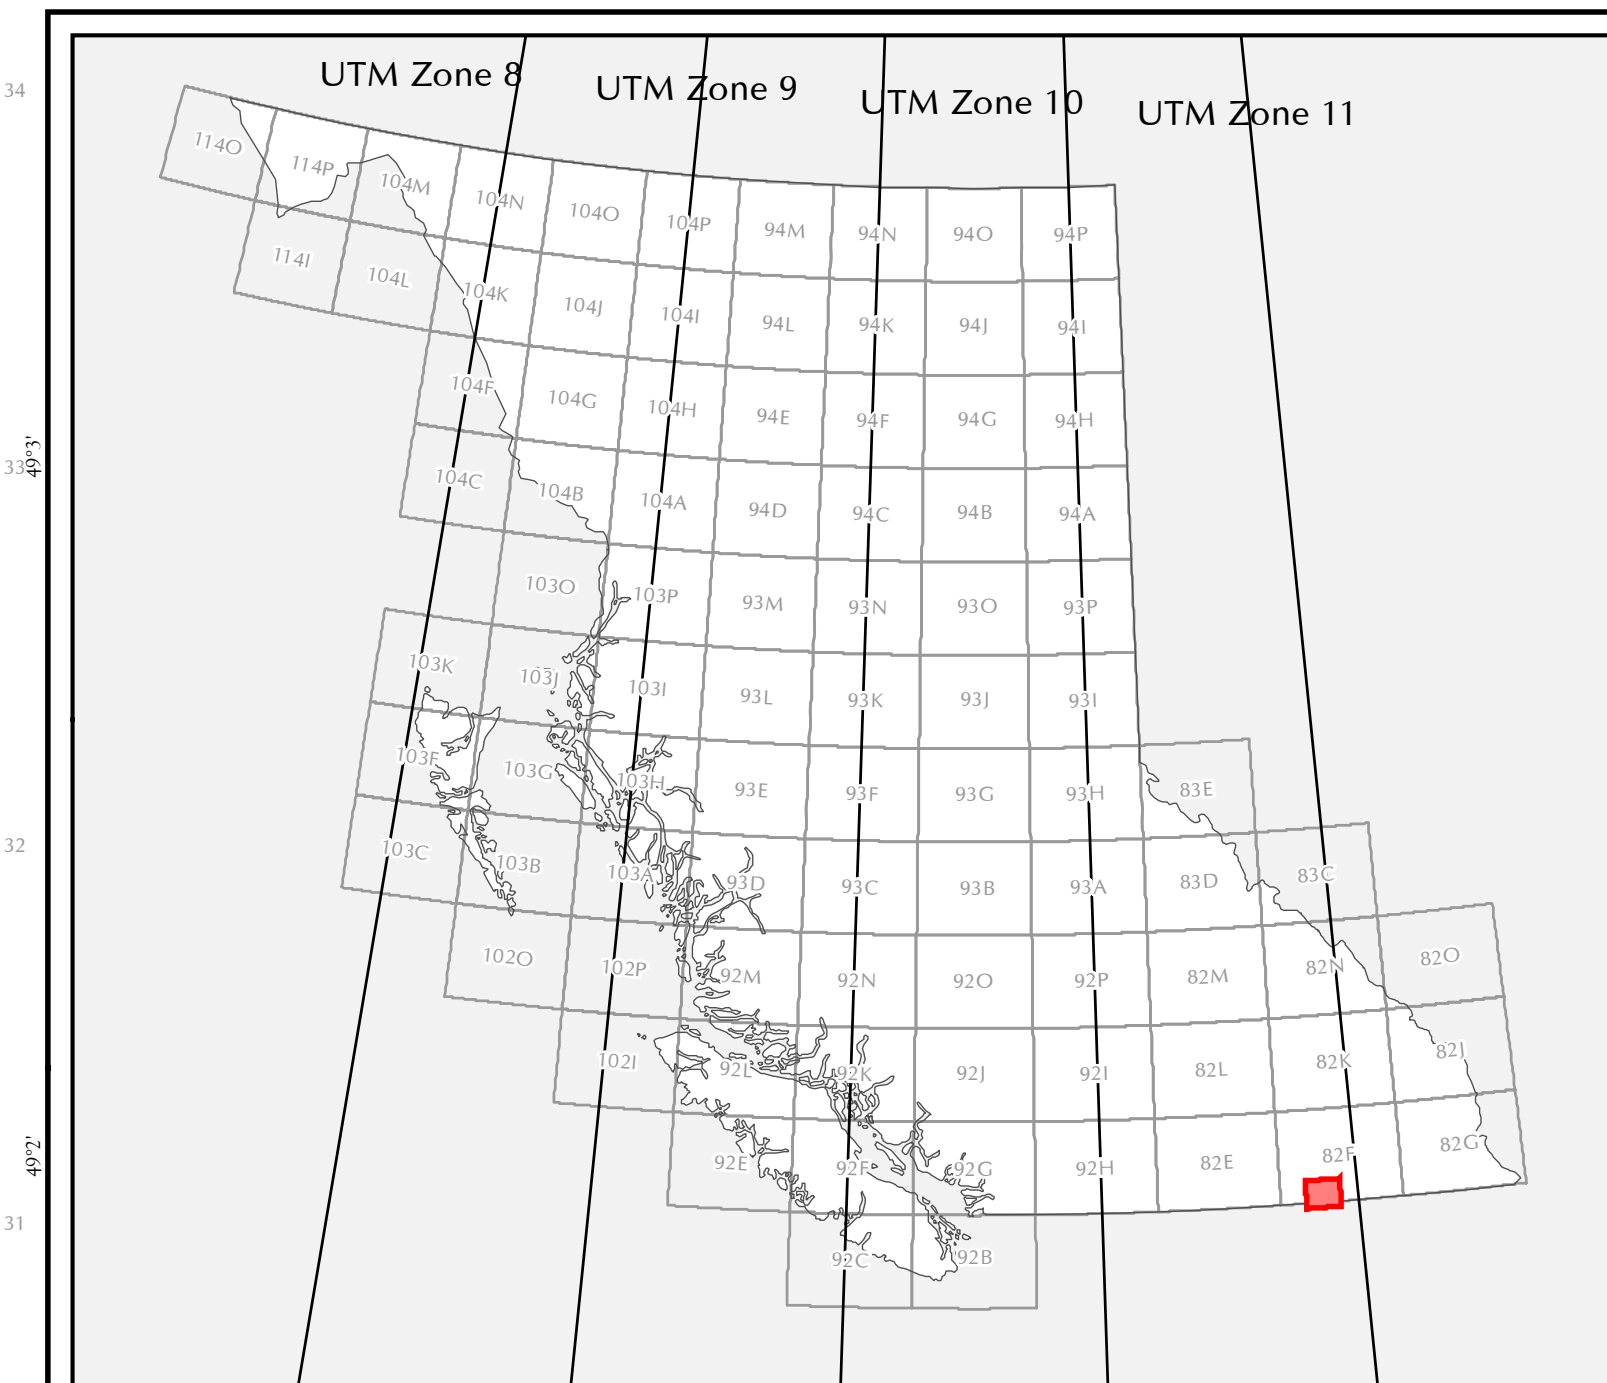 UTM Zone 8
UTM Zone 9
UTM Zone 10
UTM Zone 11
34
33
49°3'
32
49°2'
31
114O 114P 104M 104N 104O 104P 94M 94N 94O 94P
114I 104L 104K 104J 104I 94L 94K 94J 94I
104F 104G 104H 94E 94F 94G 94H
104C 104B 104A 94D 94C 94B 94A
103O 103P 93M 93N 93O 93P
103K 103J 103I 93L 93K 93J 93I
103F 103G 103H 93E 93F 93G 93H 83E
103C 103B 103A 93D 93C 93B 93A 83D 83C
102O 102P 92M 92N 92O 92P 82M 82N 82O
102I 92L 92K 92J 92I 82L 82K 82J
92E 92F 92G 92H 82E 82F 82G
92C 92B